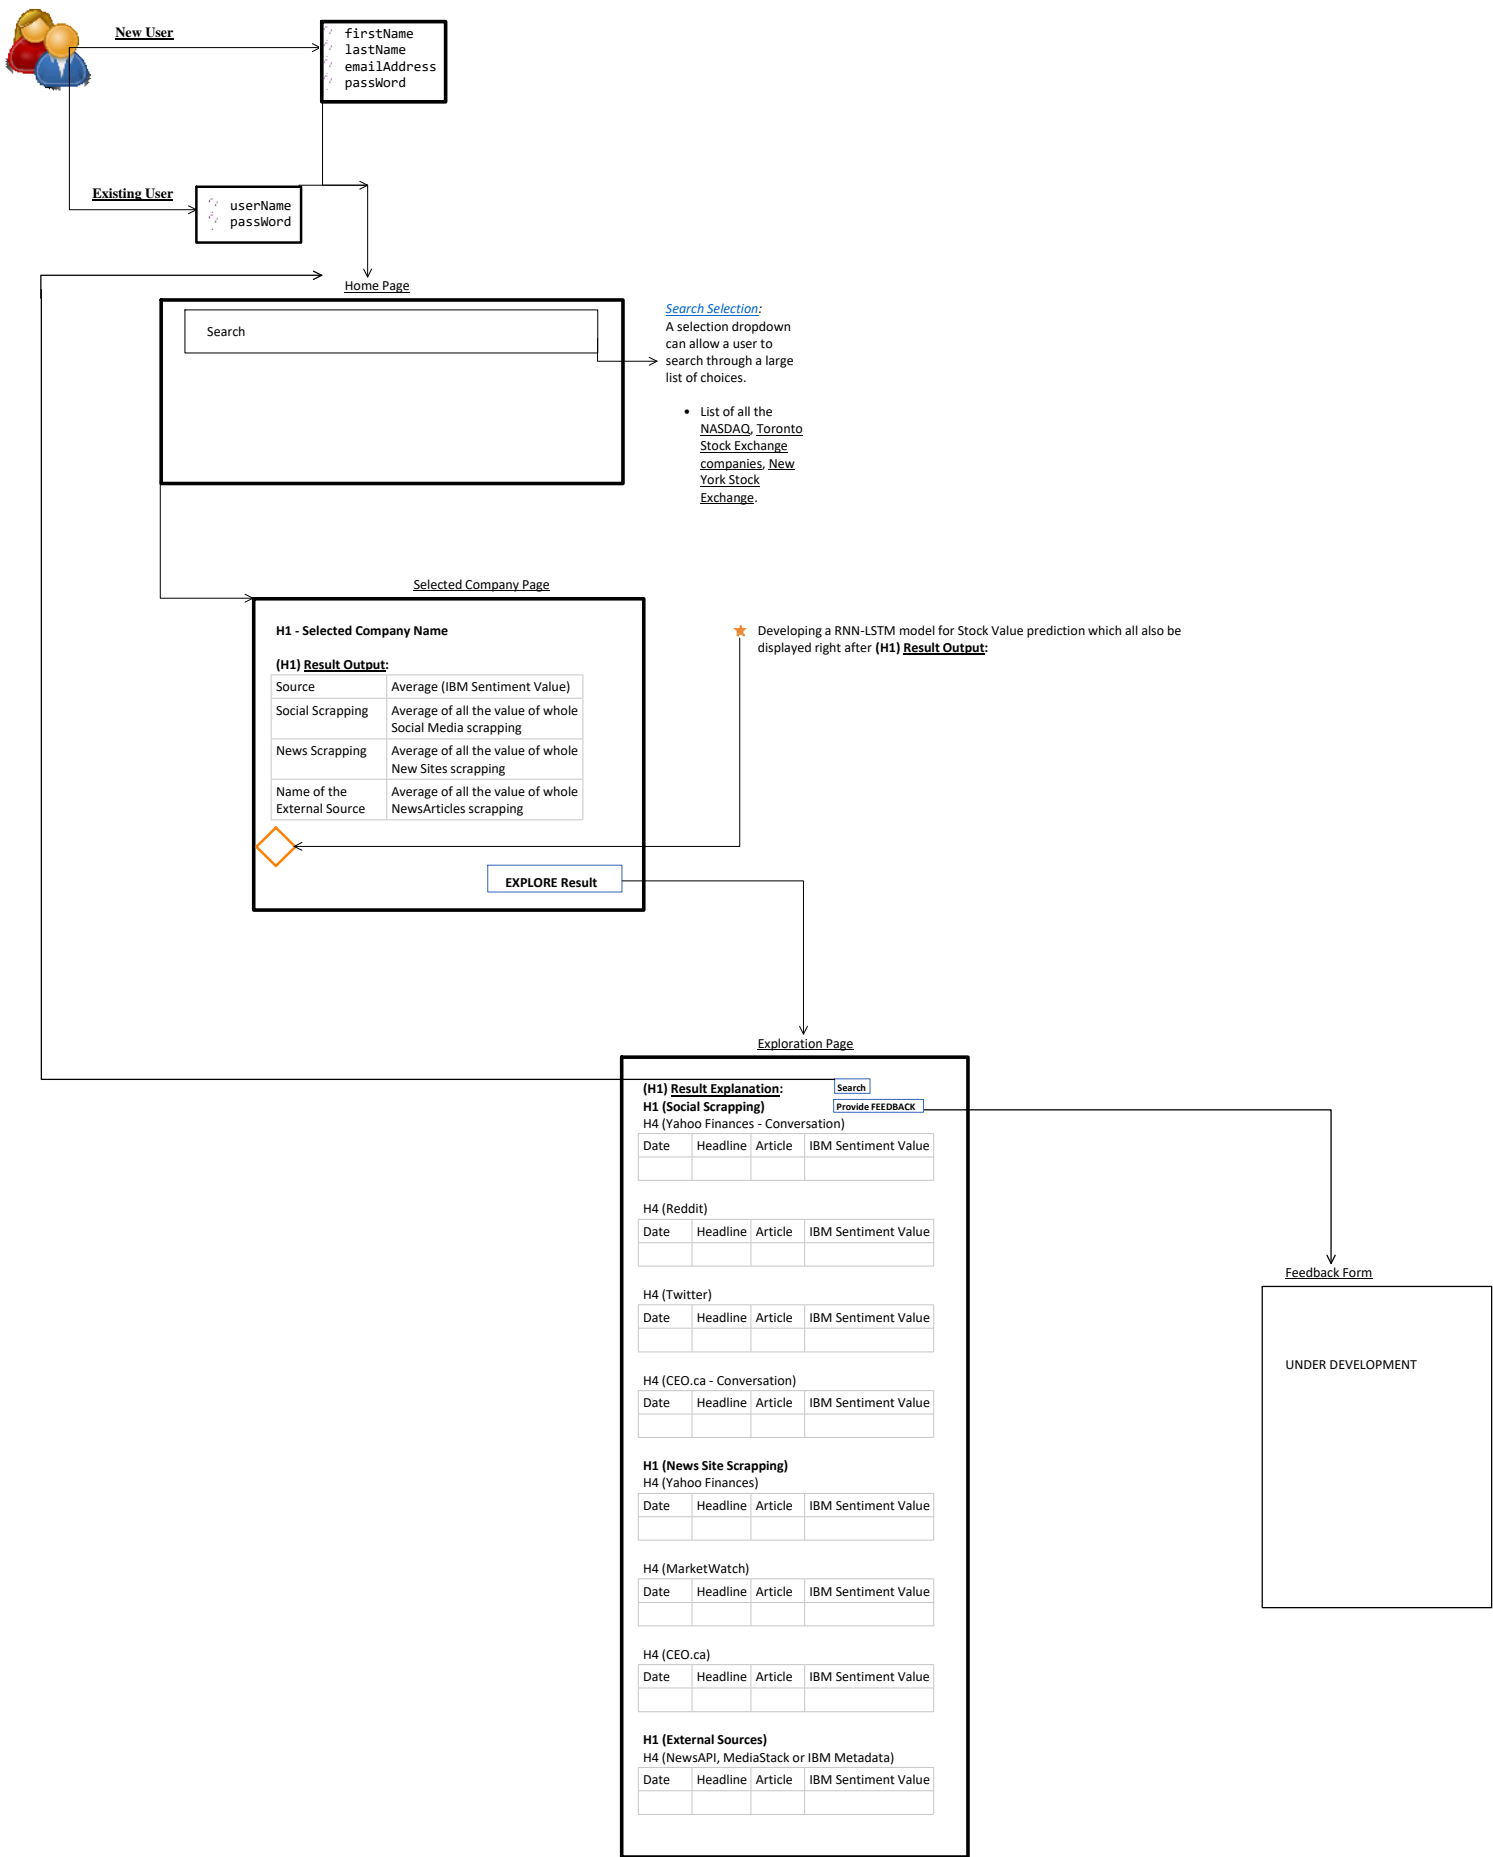 New User
firstName
lastName
emailAddress
passWord
Existing User
userName
passWord
Home Page
Search
Search Selection:
A selection dropdown
can allow a user to
search through a large
list of choices.
• List of all the
NASDAQ, Toronto
Stock Exchange
companies, New
York Stock
Exchange.
Selected Company Page
H1 - Selected Company Name
(H1) Result Output:
Source Average (IBM Sentiment Value)
Social Scrapping Average of all the value of whole
Social Media scrapping
News Scrapping Average of all the value of whole
New Sites scrapping
Name of the Average of all the value of whole
External Source NewsArticles scrapping
EXPLORE Result
Developing a RNN-LSTM model for Stock Value prediction which all also be
displayed right after (H1) Result Output:
Exploration Page
(H1) Result Explanation: Search
H1 (Social Scrapping) Provide FEEDBACK
H4 (Yahoo Finances - Conversation)
Date Headline Article IBM Sentiment Value
H4 (Reddit)
Date Headline Article IBM Sentiment Value
H4 (Twitter)
Date Headline Article IBM Sentiment Value
H4 (CEO.ca - Conversation)
Date Headline Article IBM Sentiment Value
H1 (News Site Scrapping)
H4 (Yahoo Finances)
Date Headline Article IBM Sentiment Value
H4 (MarketWatch)
Date Headline Article IBM Sentiment Value
H4 (CEO.ca)
Date Headline Article IBM Sentiment Value
H1 (External Sources)
H4 (NewsAPI, MediaStack or IBM Metadata)
Date Headline Article IBM Sentiment Value
Feedback Form
UNDER DEVELOPMENT